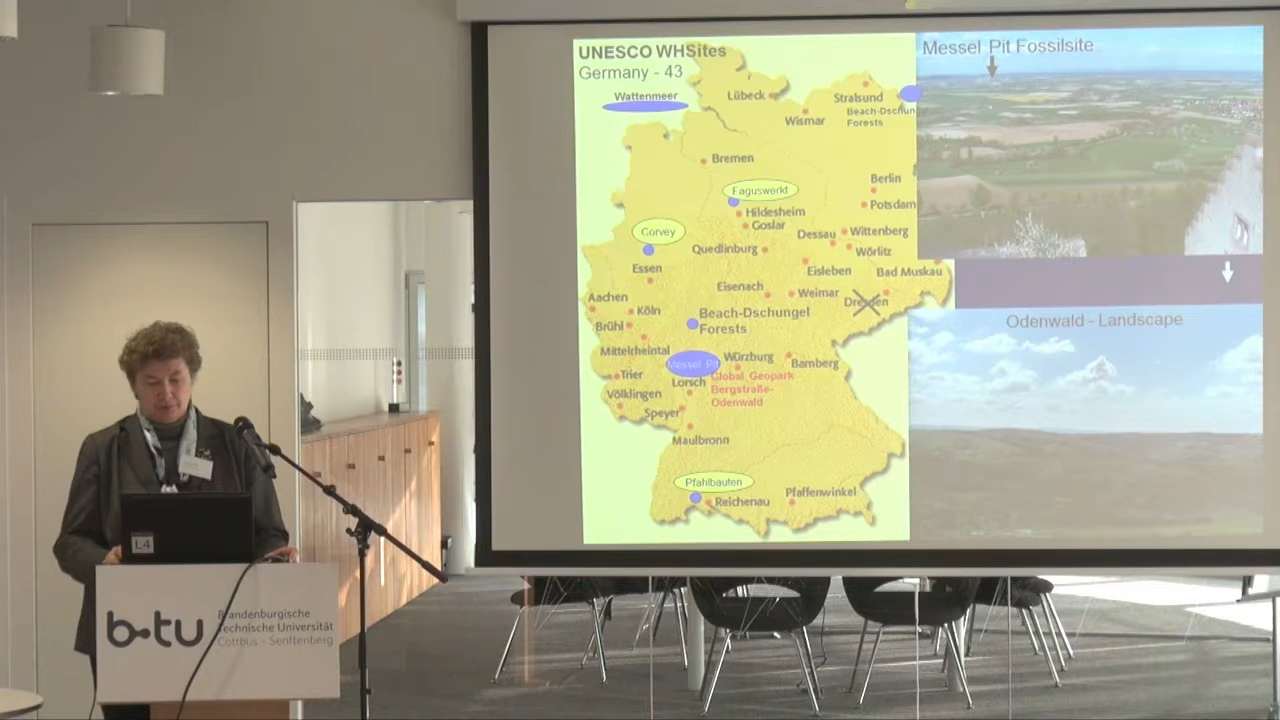 UNESCO WHSites
Germany - 43
Wattenmeer
Lübeck
Stralsund
Beach-Dschun
Forests
Wismar
Bremen
Berlin
Faguswerkt
Potsdam
Hildesheim
Goslar
Corvey
Dessau
Wittenberg
Quedlinburg
Wörlitz
Essen
Eisleben
Bad Muskau
Eisenach
Weimar
Aachen
Dresden
Köln
Beach-Dschungel
Forests
Brühl
Mittelrheintal
Messel Pit
Würzburg
Bamberg
Trier
Lorsch
Global Geopark
Bergstraße-
Odenwald
Völklingen
Speyer
Maulbronn
Pfahlbauten
Reichenau
Pfaffenwinkel
Messel Pit Fossilsite
Odenwald - Landscape
L4
b-tu
Brandenburgische
Technische Universität
Cottbus - Senftenberg